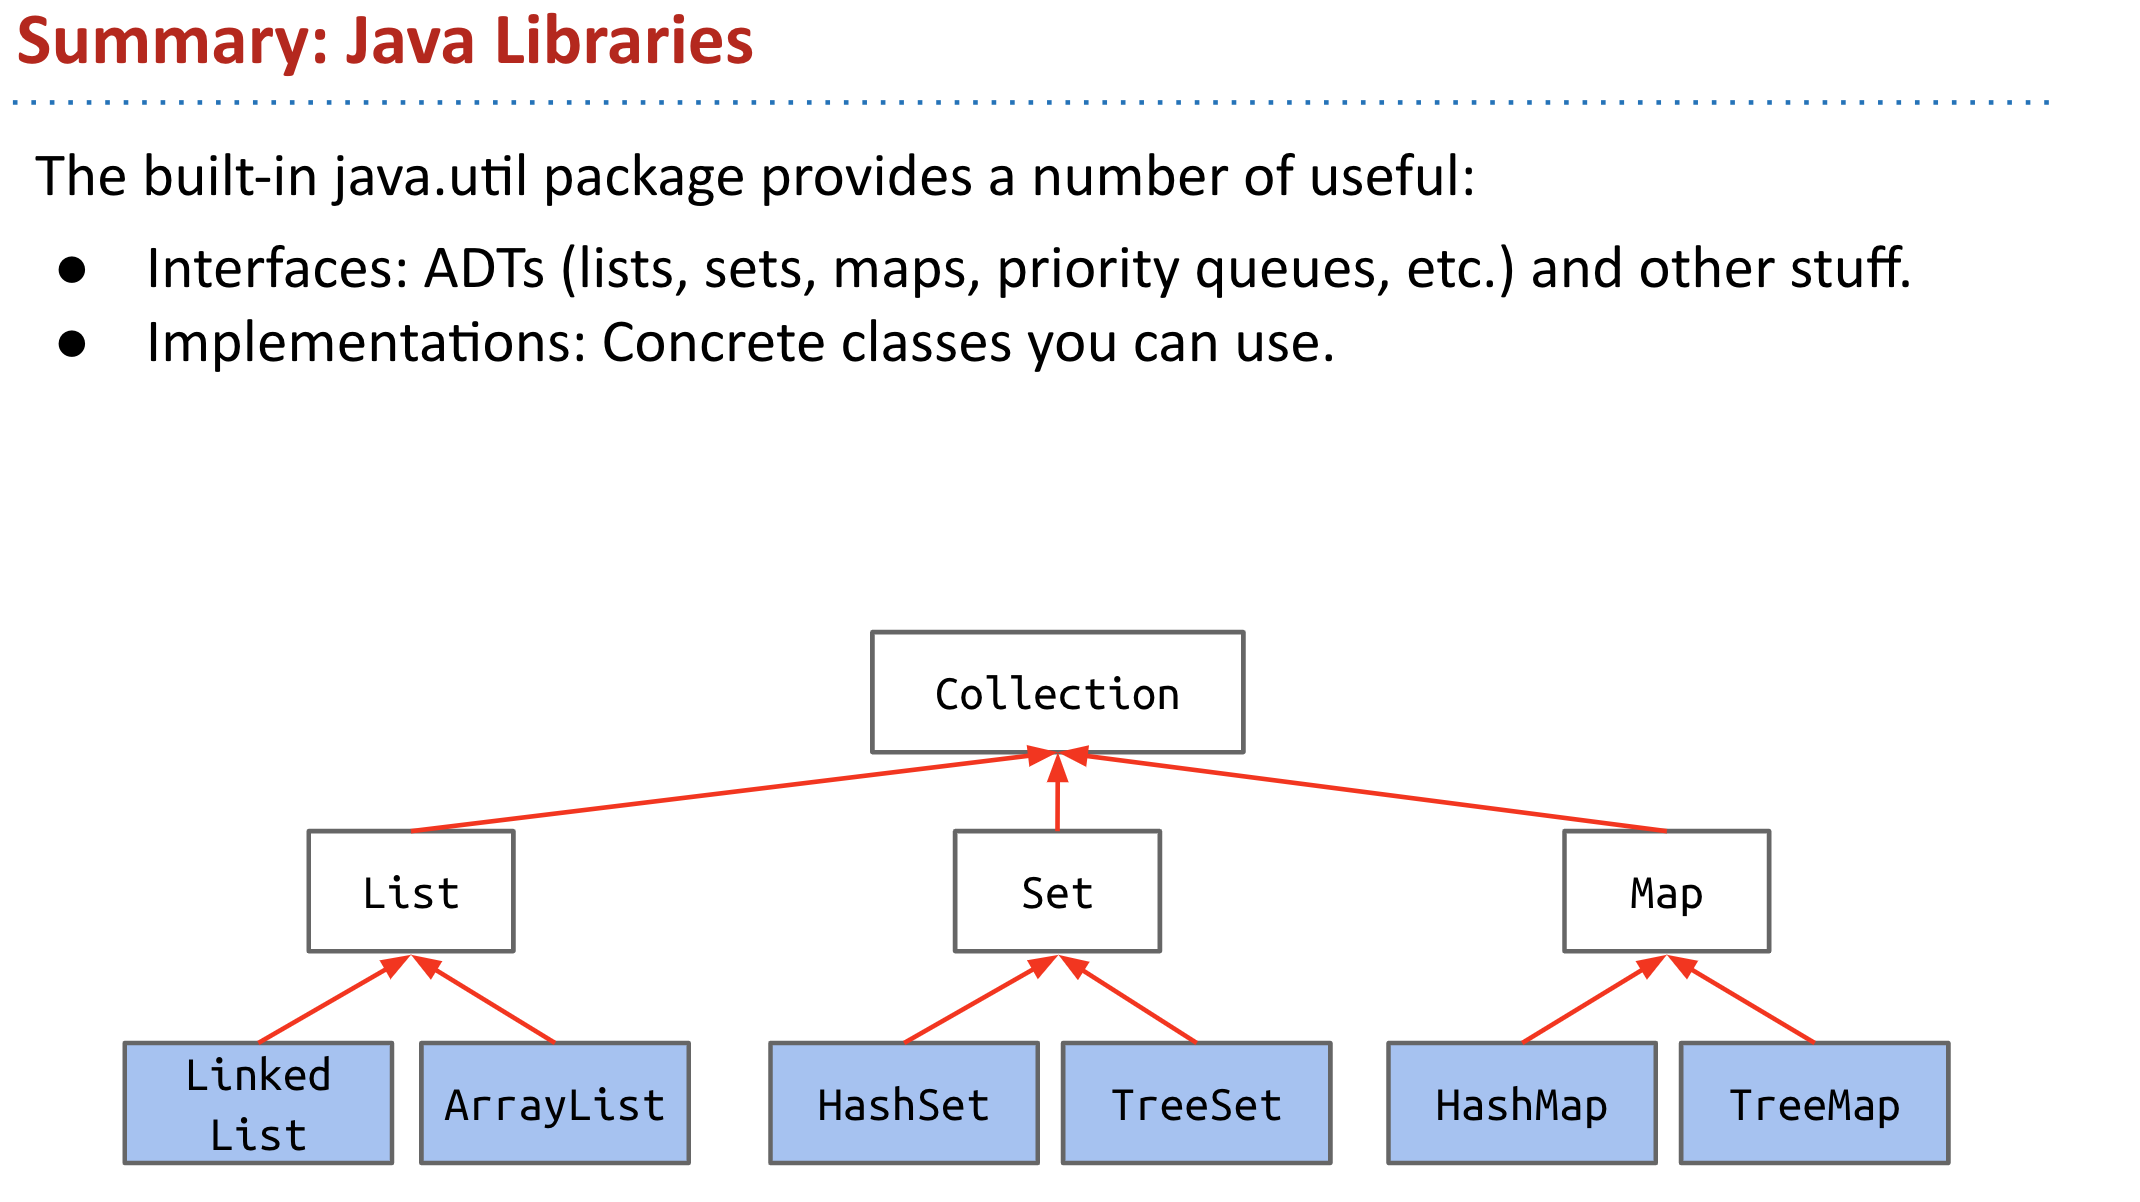 Summary: Java Libraries
The built-in java.util package provides a number of useful:
● Interfaces: ADTs (lists, sets, maps, priority queues, etc.) and other stuff.
● Implementations: Concrete classes you can use.
Collection
List
Set
Map
Linked
List
ArrayList
HashSet
TreeSet
HashMap
TreeMap